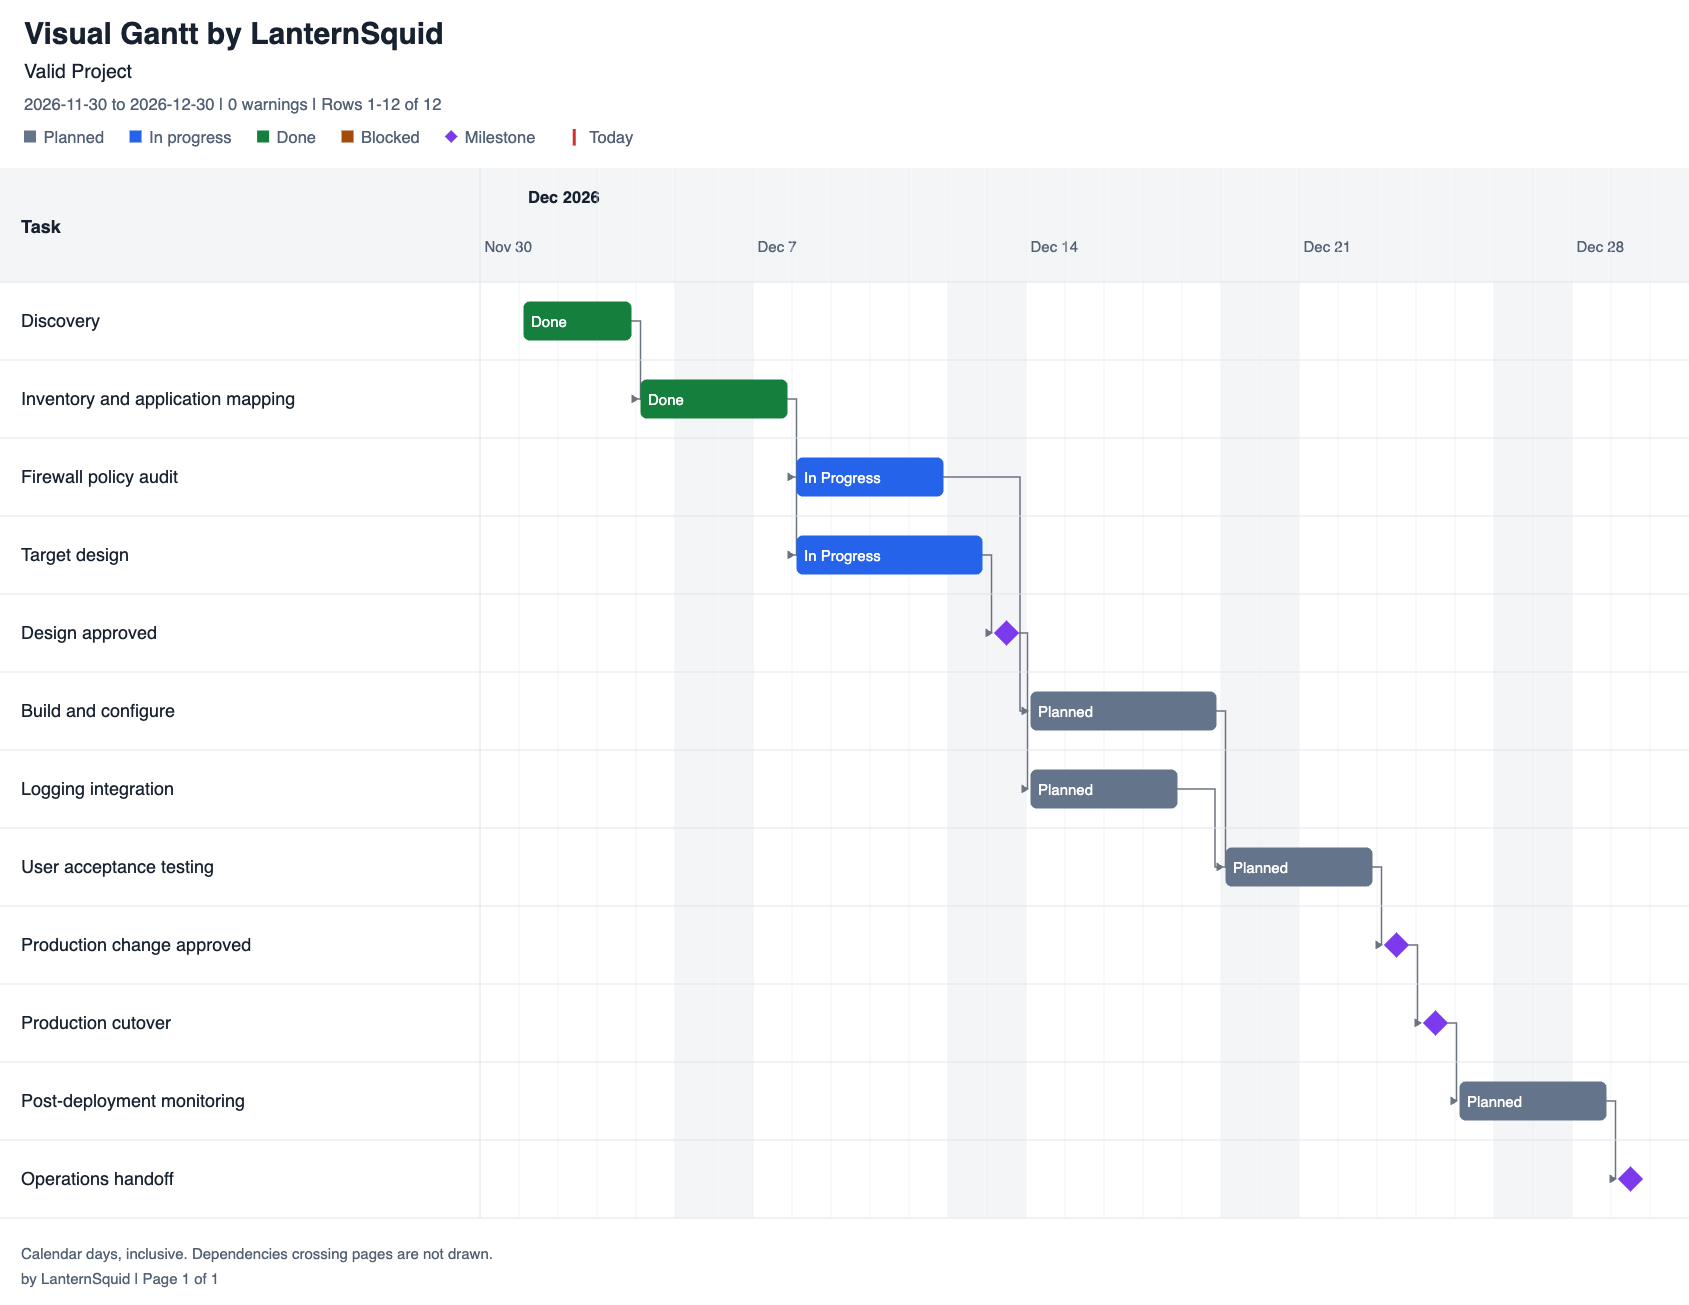 Visual Gantt by LanternSquid
Valid Project
2026-11-30 to 2026-12-30 | 0 warnings | Rows 1-12 of 12
Planned In progress Done Blocked Milestone Today
Dec 2026
Task
Nov 30 Dec 7 Dec 14 Dec 21 Dec 28
Discovery Done
Inventory and application mapping Done
Firewall policy audit In Progress
Target design In Progress
Design approved
Build and configure Planned
Logging integration Planned
User acceptance testing Planned
Production change approved
Production cutover
Post-deployment monitoring Planned
Operations handoff
Calendar days, inclusive. Dependencies crossing pages are not drawn.
by LanternSquid | Page 1 of 1